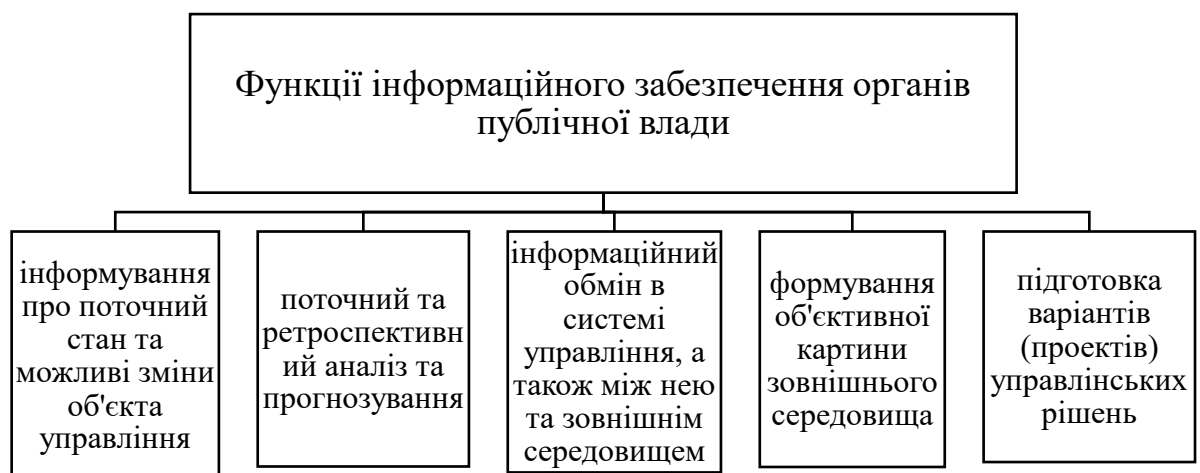 Функції інформаційного забезпечення органів
публічної влади
інформування
про поточний
стан та
можливі зміни
об'єкта
управління
поточний та
ретроспективн
ий аналіз та
прогнозування
інформаційний
обмін в
системі
управління, а
також між нею
та зовнішнім
середовищем
формування
об'єктивної
картини
зовнішнього
середовища
підготовка
варіантів
(проектів)
управлінських
рішень